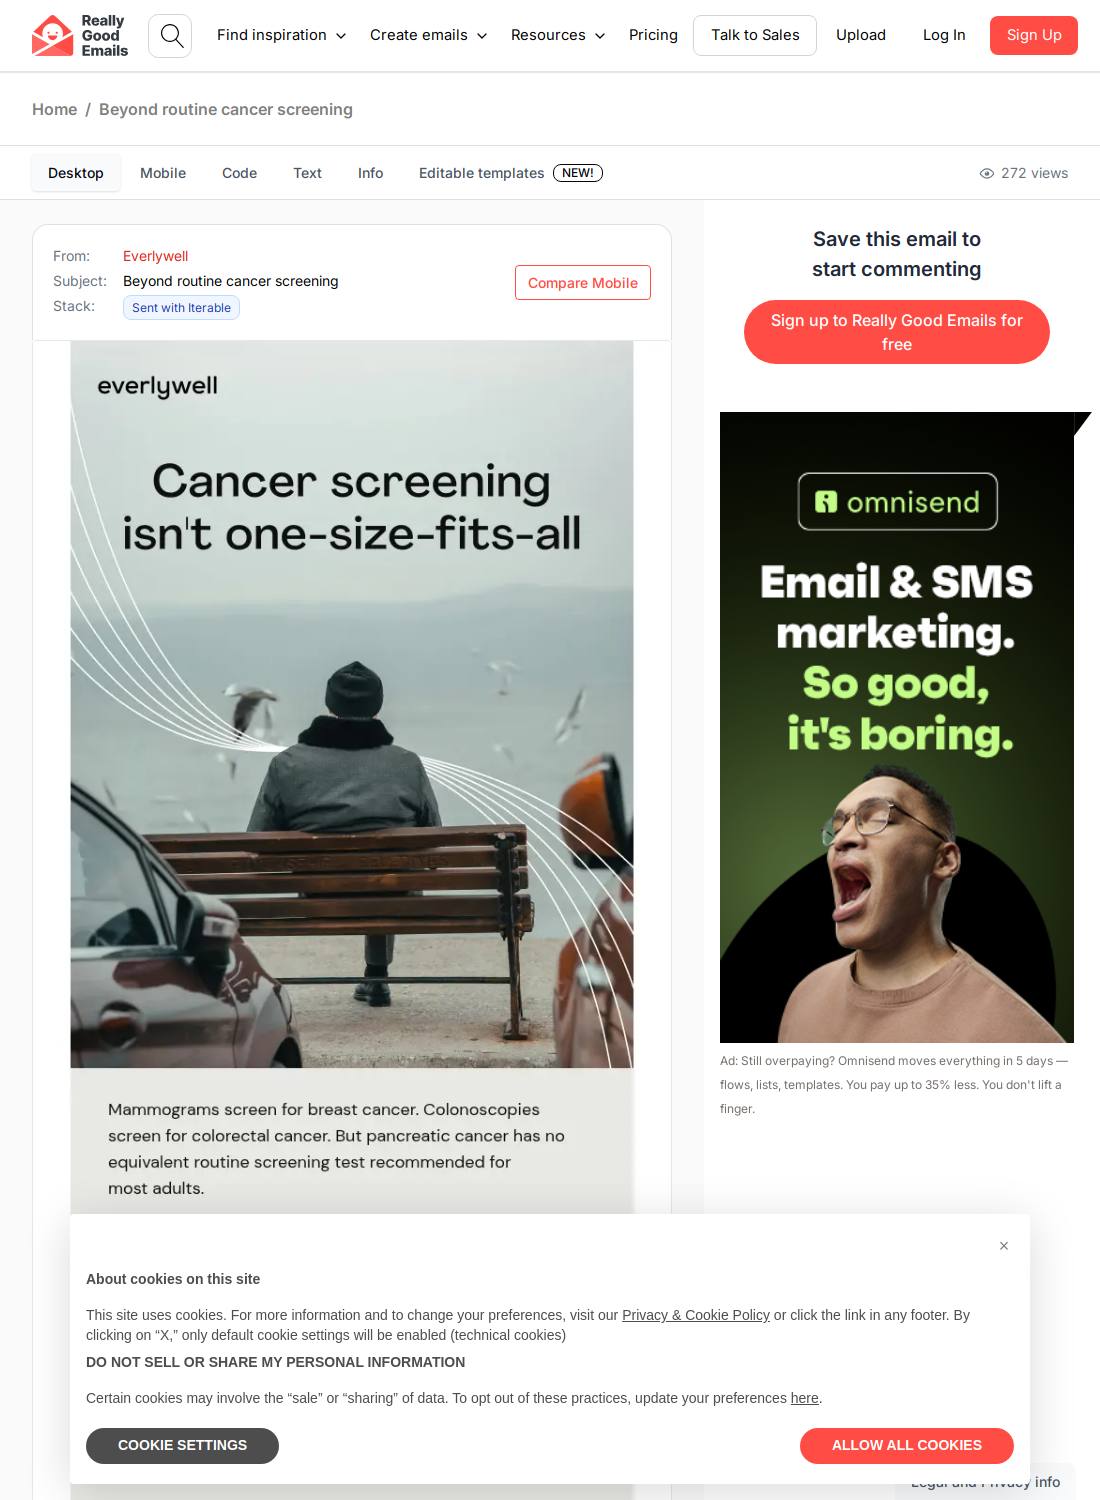 Really
Good
Emails
Find inspiration
Create emails
Resources
Pricing
Talk to Sales
Upload
Log In
Sign Up
Home / Beyond routine cancer screening
Desktop
Mobile
Code
Text
Info
Editable templates NEW!
272 views
From: Everlywell
Subject: Beyond routine cancer screening
Stack: Sent with Iterable
Compare Mobile
everlywell
Cancer screening
isn't one-size-fits-all
Mammograms screen for breast cancer. Colonoscopies
screen for colorectal cancer. But pancreatic cancer has no
equivalent routine screening test recommended for
most adults.
Save this email to
start commenting
Sign up to Really Good Emails for
free
omnisend
Email & SMS
marketing.
So good,
it's boring.
Ad: Still overpaying? Omnisend moves everything in 5 days —
flows, lists, templates. You pay up to 35% less. You don't lift a
finger.
×
About cookies on this site
This site uses cookies. For more information and to change your preferences, visit our Privacy & Cookie Policy or click the link in any footer. By
clicking on “X,” only default cookie settings will be enabled (technical cookies)
DO NOT SELL OR SHARE MY PERSONAL INFORMATION
Certain cookies may involve the “sale” or “sharing” of data. To opt out of these practices, update your preferences here.
COOKIE SETTINGS
ALLOW ALL COOKIES
Legal and Privacy info